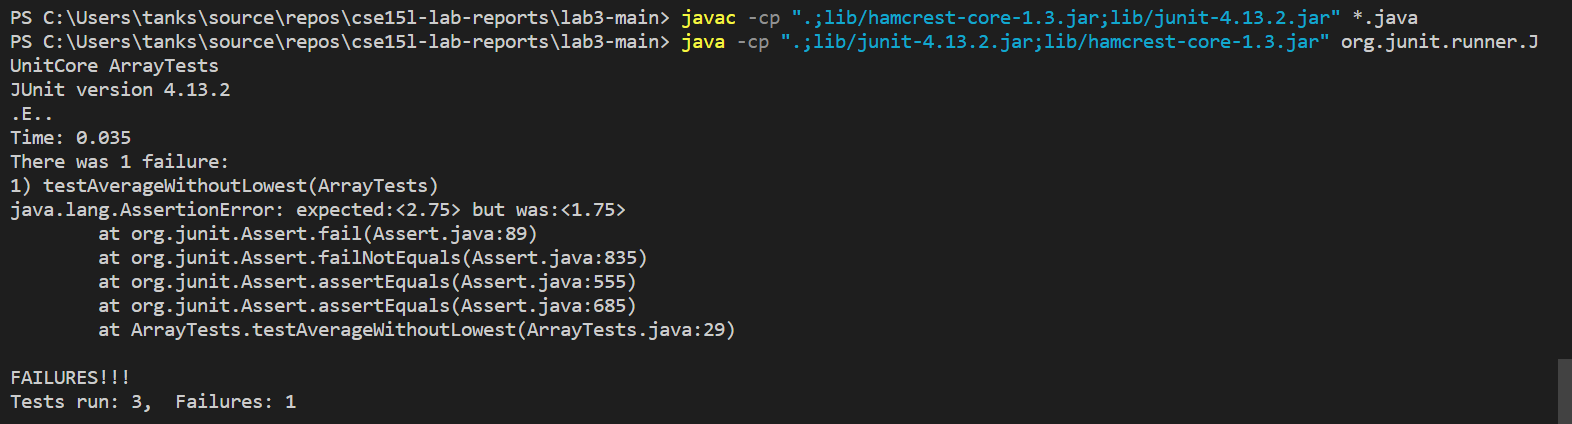 PS C:\Users\tanks\source\repos\cse15l-lab-reports\lab3-main> javac -cp ".;lib/hamcrest-core-1.3.jar;lib/junit-4.13.2.jar" *.java
PS C:\Users\tanks\source\repos\cse15l-lab-reports\lab3-main> java -cp ".;lib/junit-4.13.2.jar;lib/hamcrest-core-1.3.jar" org.junit.runner.J
UnitCore ArrayTests
JUnit version 4.13.2
.E..
Time: 0.035
There was 1 failure:
1) testAverageWithoutLowest(ArrayTests)
java.lang.AssertionError: expected:<2.75> but was:<1.75>
        at org.junit.Assert.fail(Assert.java:89)
        at org.junit.Assert.failNotEquals(Assert.java:835)
        at org.junit.Assert.assertEquals(Assert.java:555)
        at org.junit.Assert.assertEquals(Assert.java:685)
        at ArrayTests.testAverageWithoutLowest(ArrayTests.java:29)

FAILURES!!!
Tests run: 3,  Failures: 1